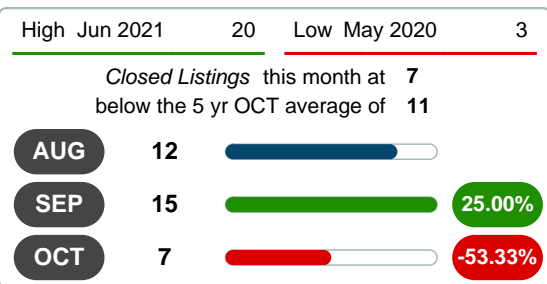 High Jun 2021 20 Low May 2020 3
Closed Listings this month at 7
below the 5 yr OCT average of 11
AUG 12
SEP 15 25.00%
OCT 7 -53.33%